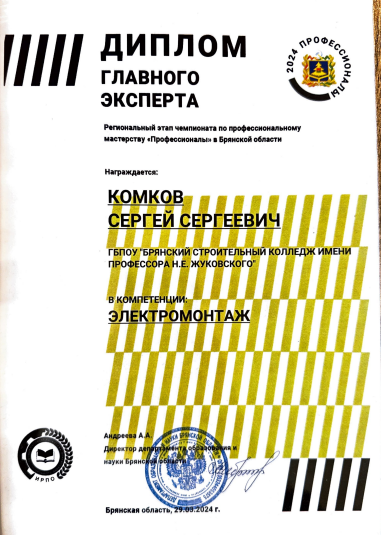 ДИПЛОМ
ГЛАВНОГО
ЭКСПЕРТА
2024 ПРОФЕССИОНАЛЫ
Региональный этап чемпионата по профессиональному
мастерству «Профессионалы» в Брянской области
Награждается:
КОМКОВ
СЕРГЕЙ СЕРГЕЕВИЧ
ГБПОУ "БРЯНСКИЙ СТРОИТЕЛЬНЫЙ КОЛЛЕДЖ ИМЕНИ
ПРОФЕССОРА Н.Е. ЖУКОВСКОГО"
В КОМПЕТЕНЦИИ:
ЭЛЕКТРОМОНТАЖ
Андреева А.А.
Директор департамента образования и
науки Брянской области
ИРПО
Брянская область, 29.03.2024 г.